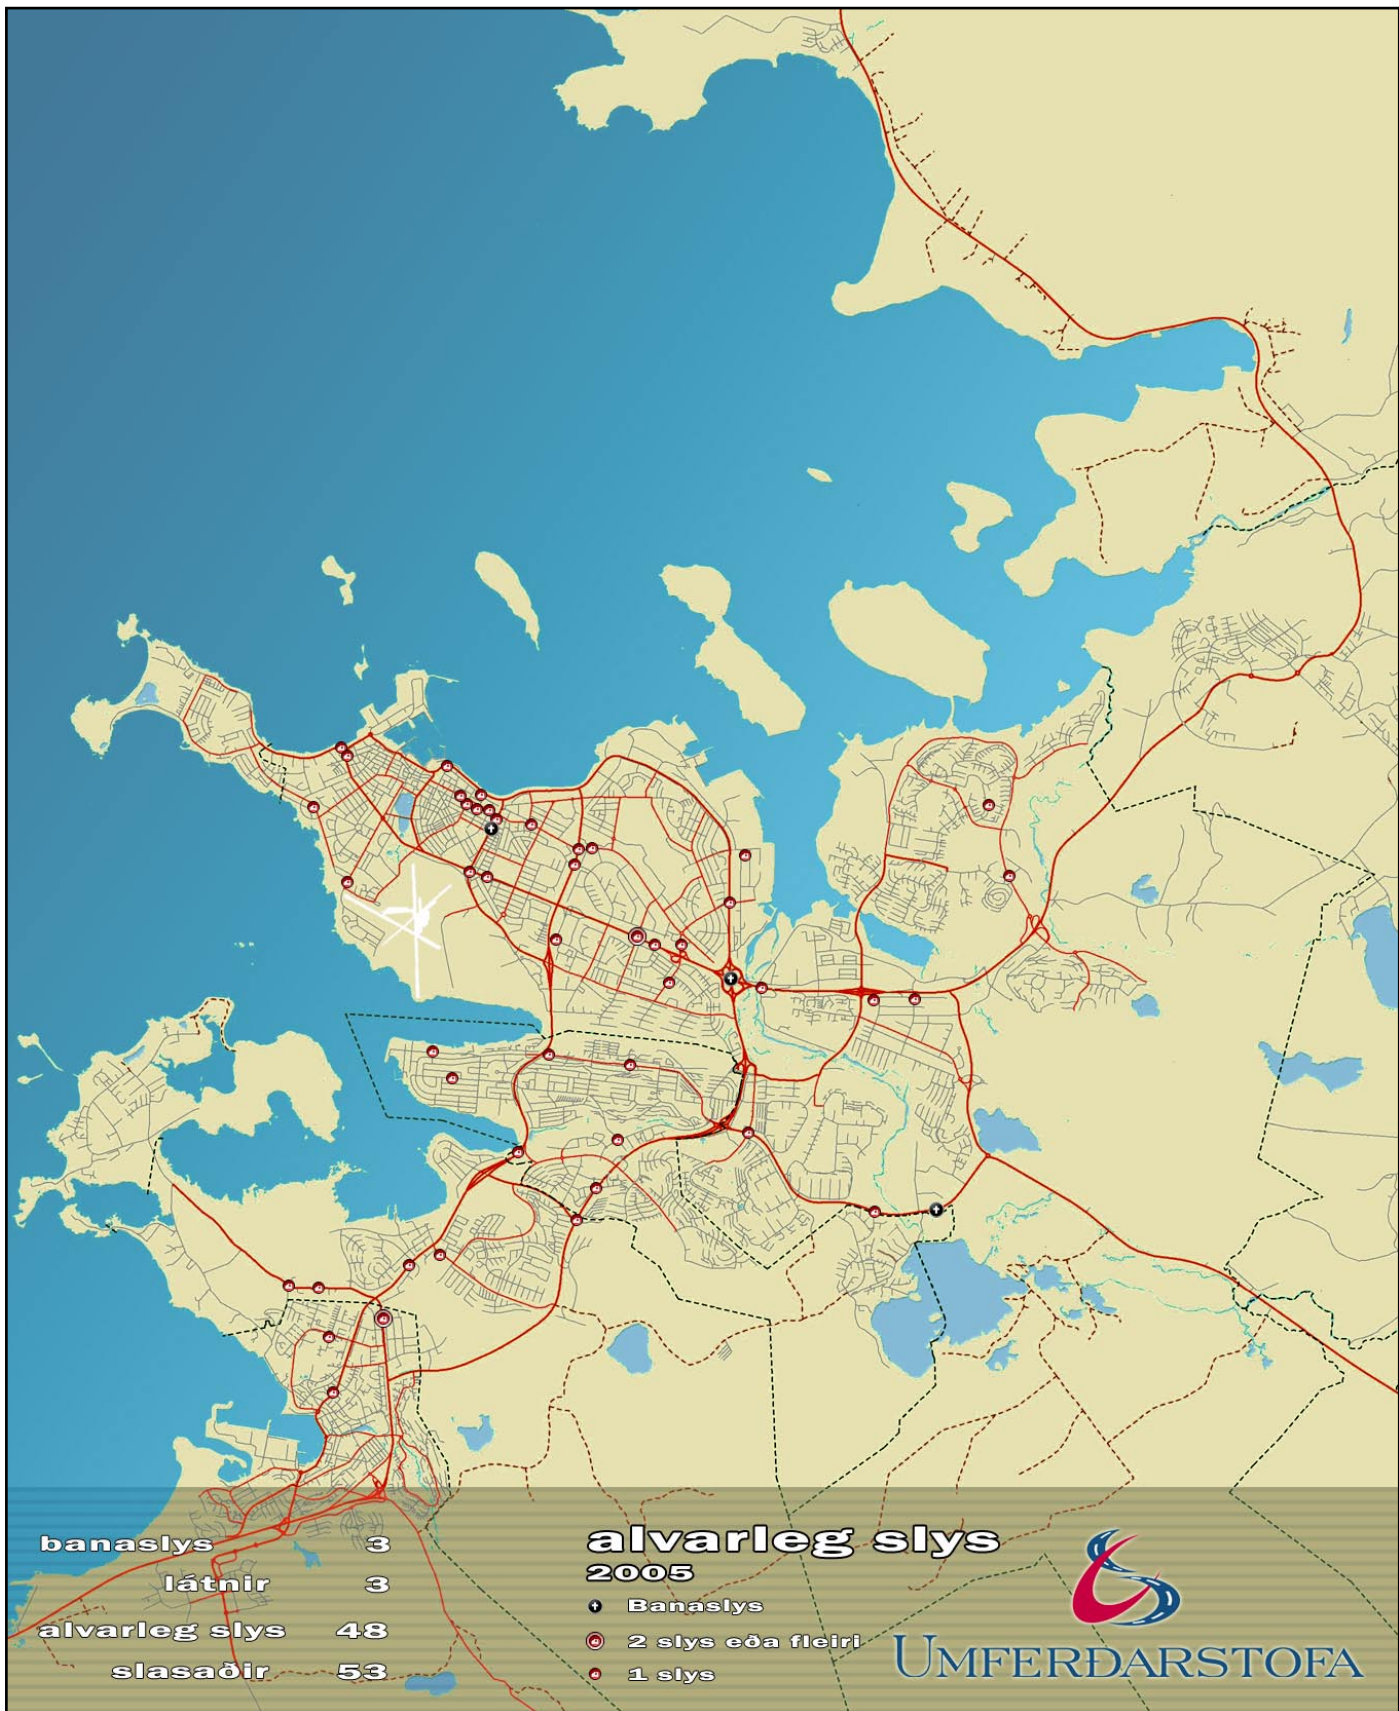 banaslys 3
látnir 3
alvarleg slys 48
slasaðir 53
alvarleg slys
2005
Banaslys
2 slys eða fleiri
1 slys
UMFERÐARSTOFA